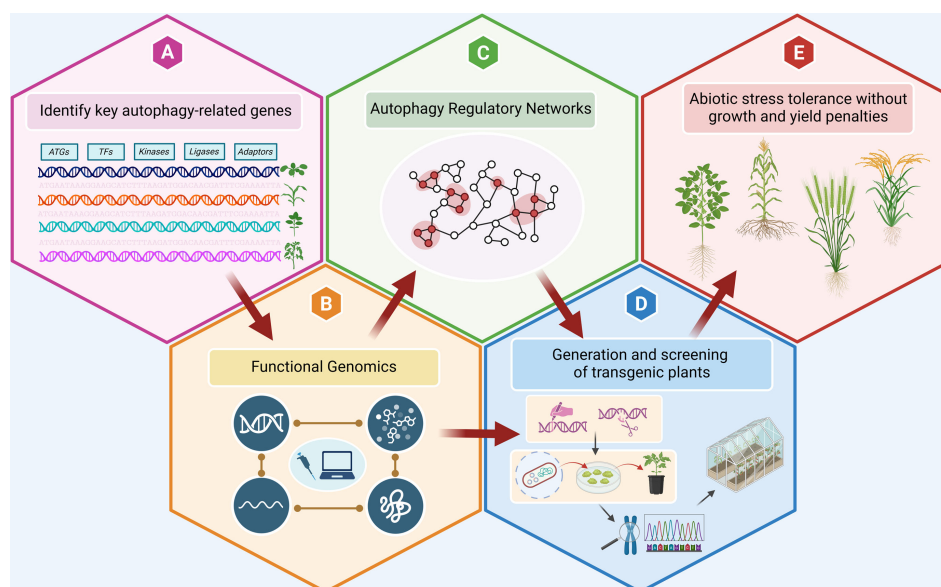 A
Identify key autophagy-related genes
ATGs TFs Kinases Ligases Adaptors
B
Functional Genomics
C
Autophagy Regulatory Networks
D
Generation and screening
of transgenic plants
E
Abiotic stress tolerance without
growth and yield penalties